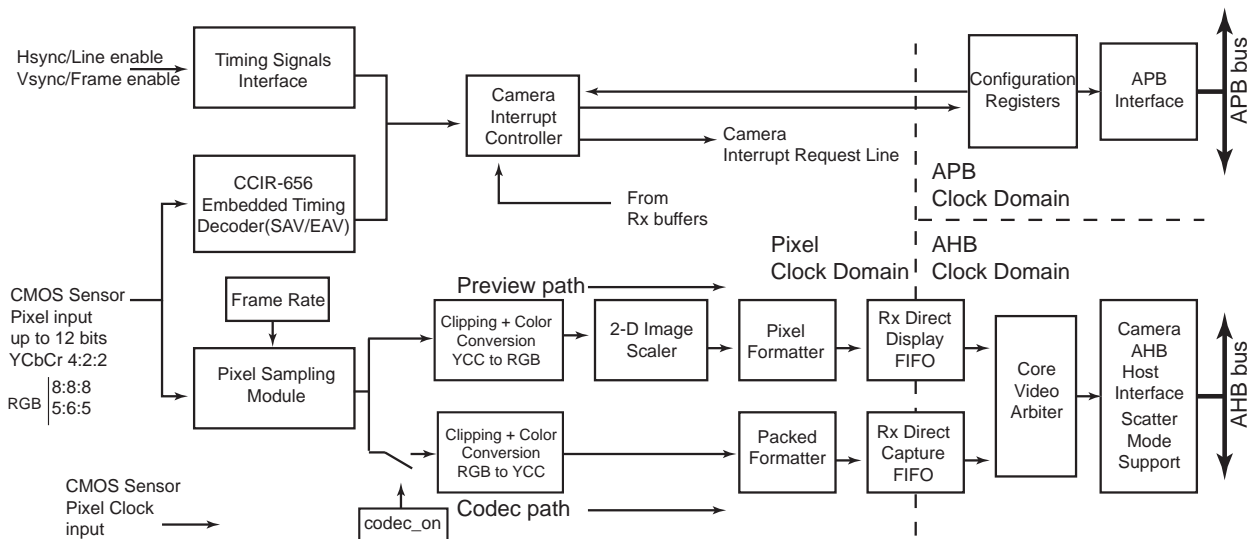 Hsync/Line enable
Vsync/Frame enable
Timing Signals
Interface
Camera
Interrupt
Controller
Configuration
Registers
APB
Interface
APB bus
Camera
Interrupt Request Line
CCIR-656
Embedded Timing
Decoder(SAV/EAV)
From
Rx buffers
APB
Clock Domain
Pixel
Clock Domain
AHB
Clock Domain
CMOS Sensor
Pixel input
up to 12 bits
YCbCr 4:2:2
RGB
8:8:8
5:6:5
Frame Rate
Pixel Sampling
Module
Preview path
Clipping + Color
Conversion
YCC to RGB
2-D Image
Scaler
Pixel
Formatter
Rx Direct
Display
FIFO
Core
Video
Arbiter
Camera
AHB
Host
Interface
Scatter
Mode
Support
AHB bus
Clipping + Color
Conversion
RGB to YCC
Packed
Formatter
Rx Direct
Capture
FIFO
Codec path
codec_on
CMOS Sensor
Pixel Clock
input